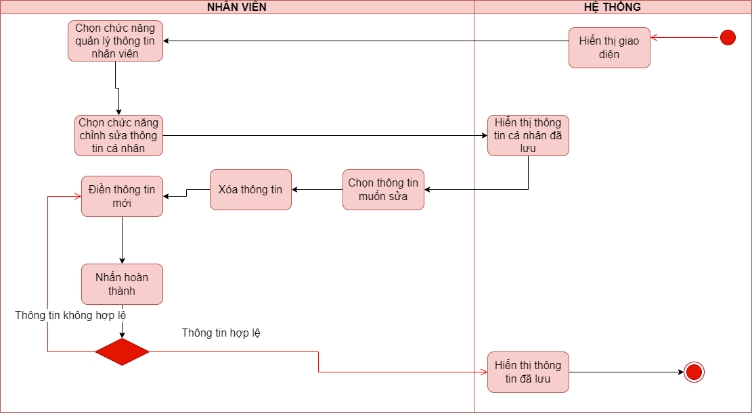 NHÂN VIÊN
HỆ THỐNG
Chọn chức năng
quản lý thông tin
nhân viên
Hiển thị giao
diện
Chọn chức năng
chỉnh sửa thông
tin cá nhân
Hiển thị thông
tin cá nhân đã
lưu
Điền thông tin
mới
Xóa thông tin
Chọn thông tin
muốn sửa
Nhấn hoàn
thành
Thông tin không hợp lệ
Thông tin hợp lệ
Hiển thị thông
tin đã lưu